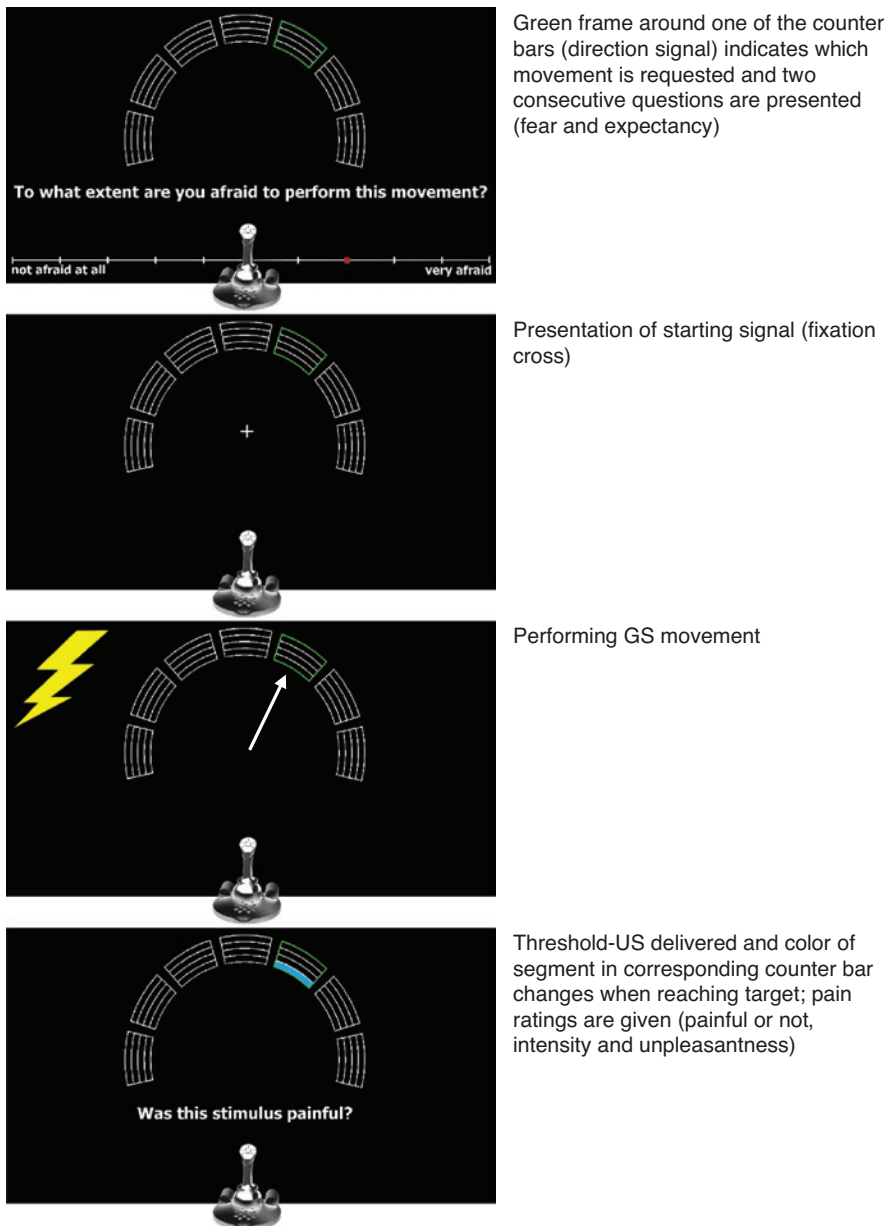 Green frame around one of the counter
bars (direction signal) indicates which
movement is requested and two
consecutive questions are presented
(fear and expectancy)
To what extent are you afraid to perform this movement?
not afraid at all
very afraid
Presentation of starting signal (fixation
cross)
Performing GS movement
Threshold-US delivered and color of
segment in corresponding counter bar
changes when reaching target; pain
ratings are given (painful or not,
intensity and unpleasantness)
Was this stimulus painful?